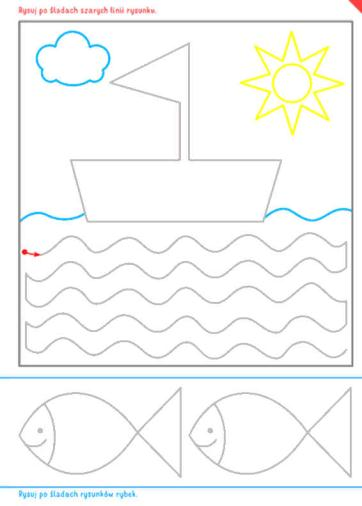 Rysuj po śladach szarych linii rysunku.
Rysuj po śladach rysunków rybek.